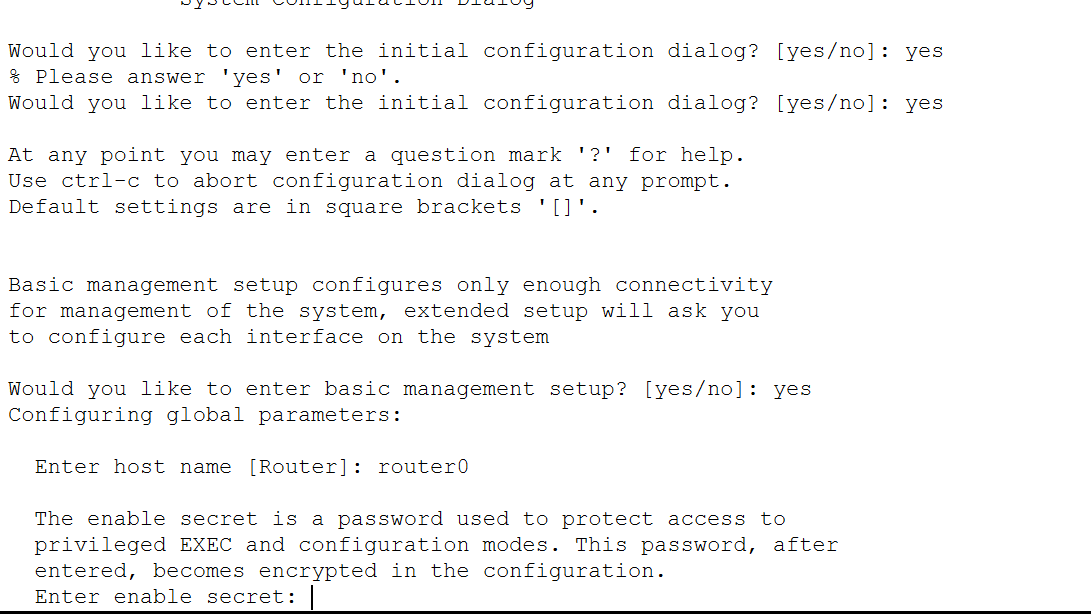 System Configuration Dialog
Would you like to enter the initial configuration dialog? [yes/no]: yes
% Please answer 'yes' or 'no'.
Would you like to enter the initial configuration dialog? [yes/no]: yes
At any point you may enter a question mark '?' for help.
Use ctrl-c to abort configuration dialog at any prompt.
Default settings are in square brackets '[]'.
Basic management setup configures only enough connectivity
for management of the system, extended setup will ask you
to configure each interface on the system
Would you like to enter basic management setup? [yes/no]: yes
Configuring global parameters:
Enter host name [Router]: router0
The enable secret is a password used to protect access to
privileged EXEC and configuration modes. This password, after
entered, becomes encrypted in the configuration.
Enter enable secret: